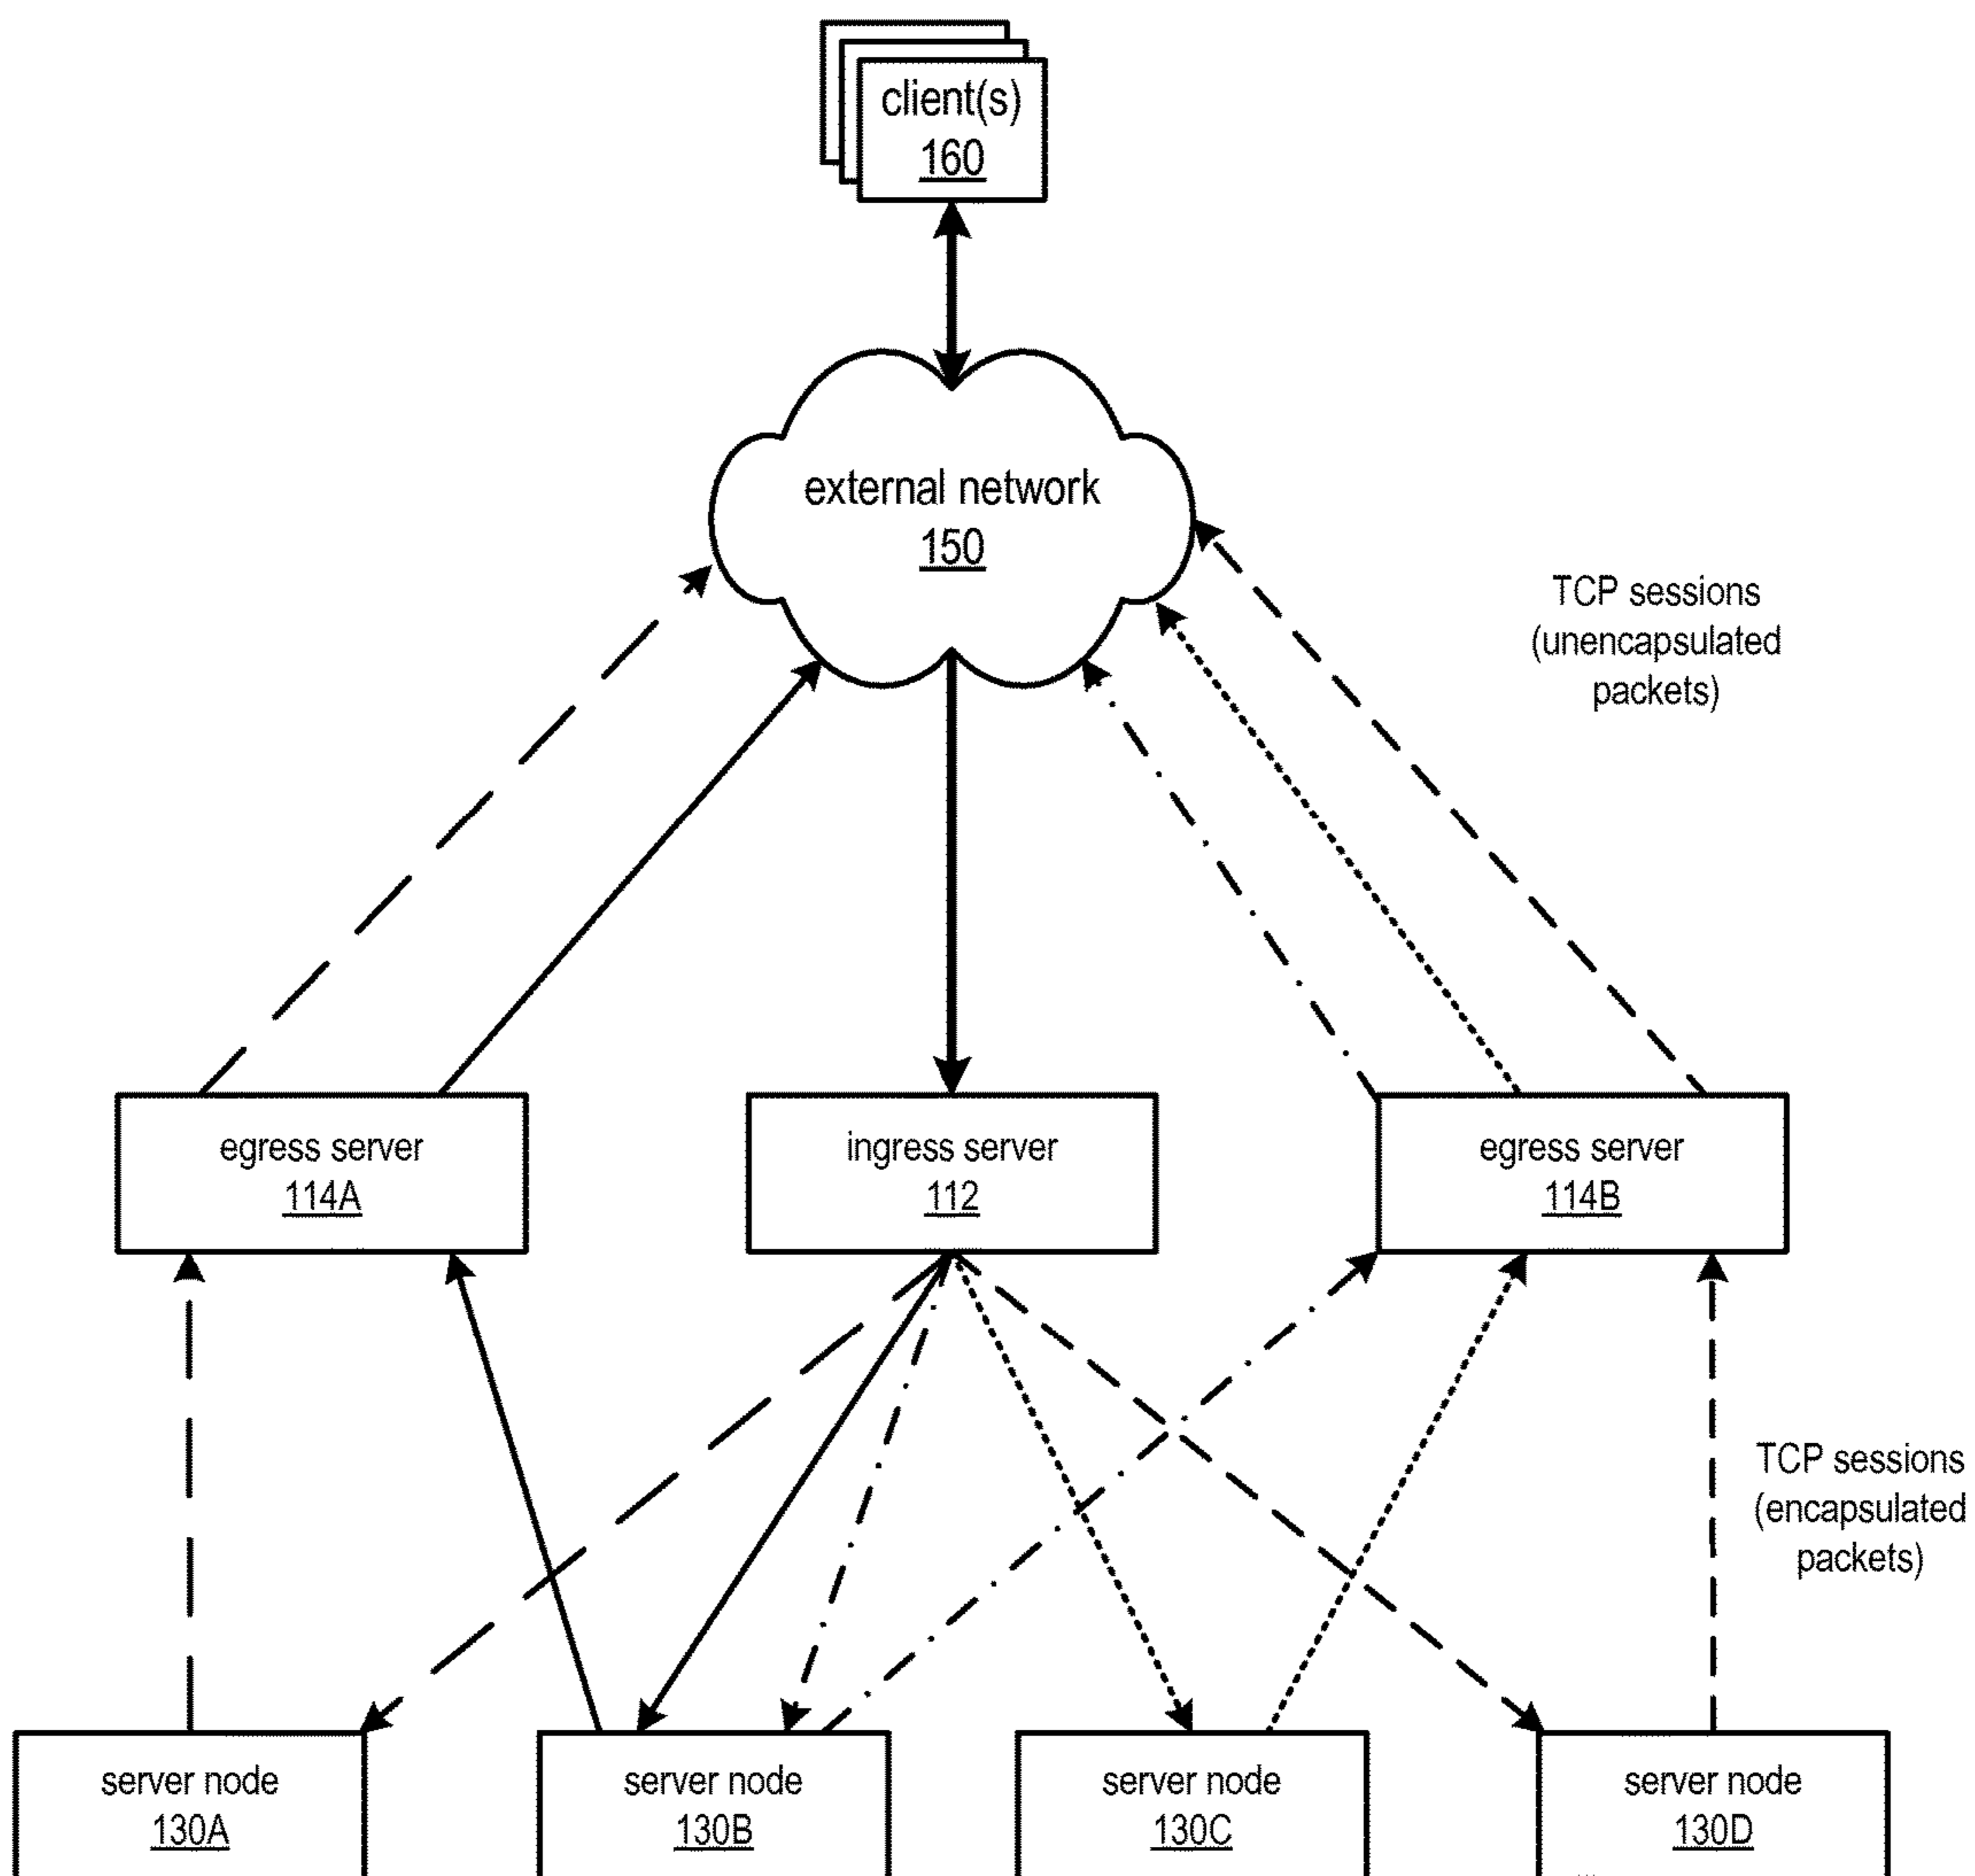 client(s)
160
external network
150
TCP sessions
(unencapsulated
packets)
egress server
114A
ingress server
112
egress server
114B
TCP sessions
(encapsulated
packets)
server node
130A
server node
130B
server node
130C
server node
130D